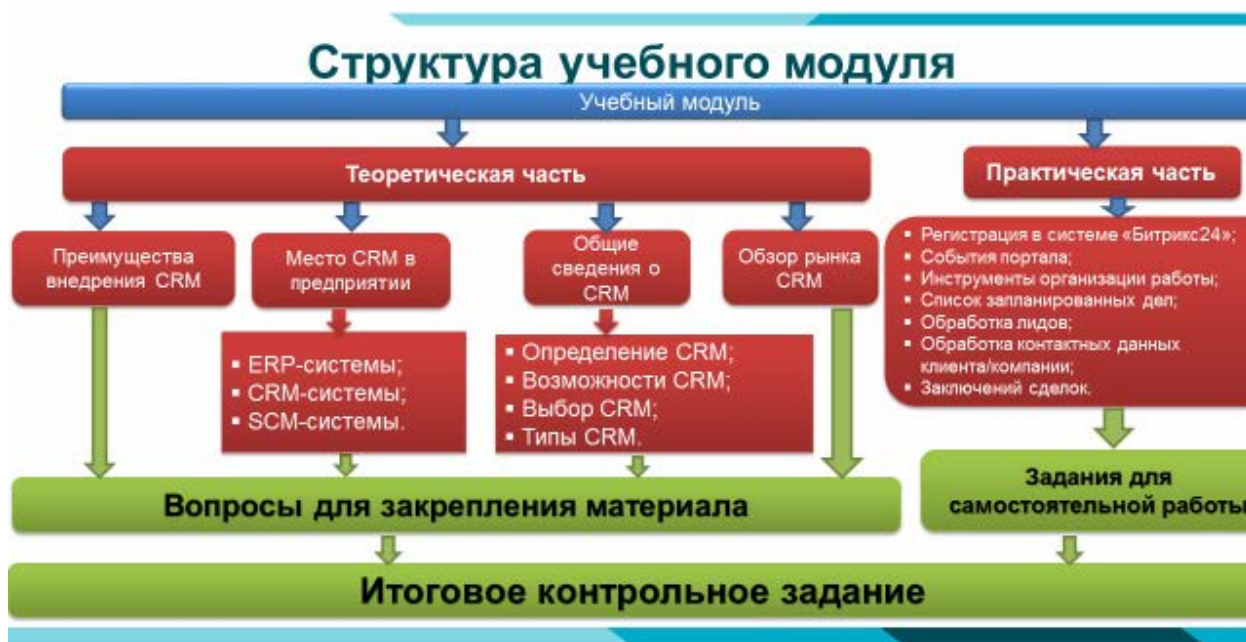 Структура учебного модуля
Учебный модуль
Теоретическая часть
Практическая часть
Преимущества
внедрения CRM
Место CRM в
предприятии
Общие
сведения о
CRM
Обзор рынка
CRM
▪ ERP-системы;
▪ CRM-системы;
▪ SCM-системы.
▪ Определение CRM;
▪ Возможности CRM;
▪ Выбор CRM;
▪ Типы CRM.
▪ Регистрация в системе «Битрикс24»;
▪ События портала;
▪ Инструменты организации работы;
▪ Список запланированных дел;
▪ Обработка лидов;
▪ Обработка контактных данных
клиента/компании;
▪ Заключений сделок.
Вопросы для закрепления материала
Задания для
самостоятельной работы
Итоговое контрольное задание